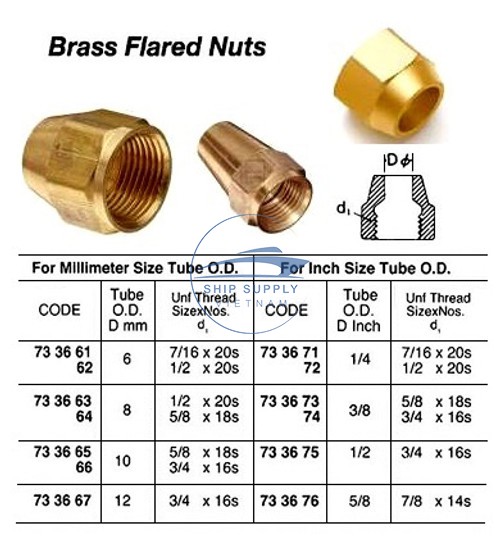 Brass Flared Nuts
D ϕ
d₁
For Millimeter Size Tube O.D. For Inch Size Tube O.D.
SHIP SUPPLY
VIETNAM
CODE Tube O.D. D mm Unf Thread SizexNos. d₁ CODE Tube O.D. D Inch Unf Thread SizexNos. d₁
73 36 61 6 7/16 x 20s 73 36 71 1/4 7/16 x 20s
62 1/2 x 20s 72 1/2 x 20s
73 36 63 8 1/2 x 20s 73 36 73 3/8 5/8 x 18s
64 5/8 x 18s 74 3/4 x 16s
73 36 65 10 5/8 x 18s 73 36 75 1/2 3/4 x 16s
66 3/4 x 16s
73 36 67 12 3/4 x 16s 73 36 76 5/8 7/8 x 14s